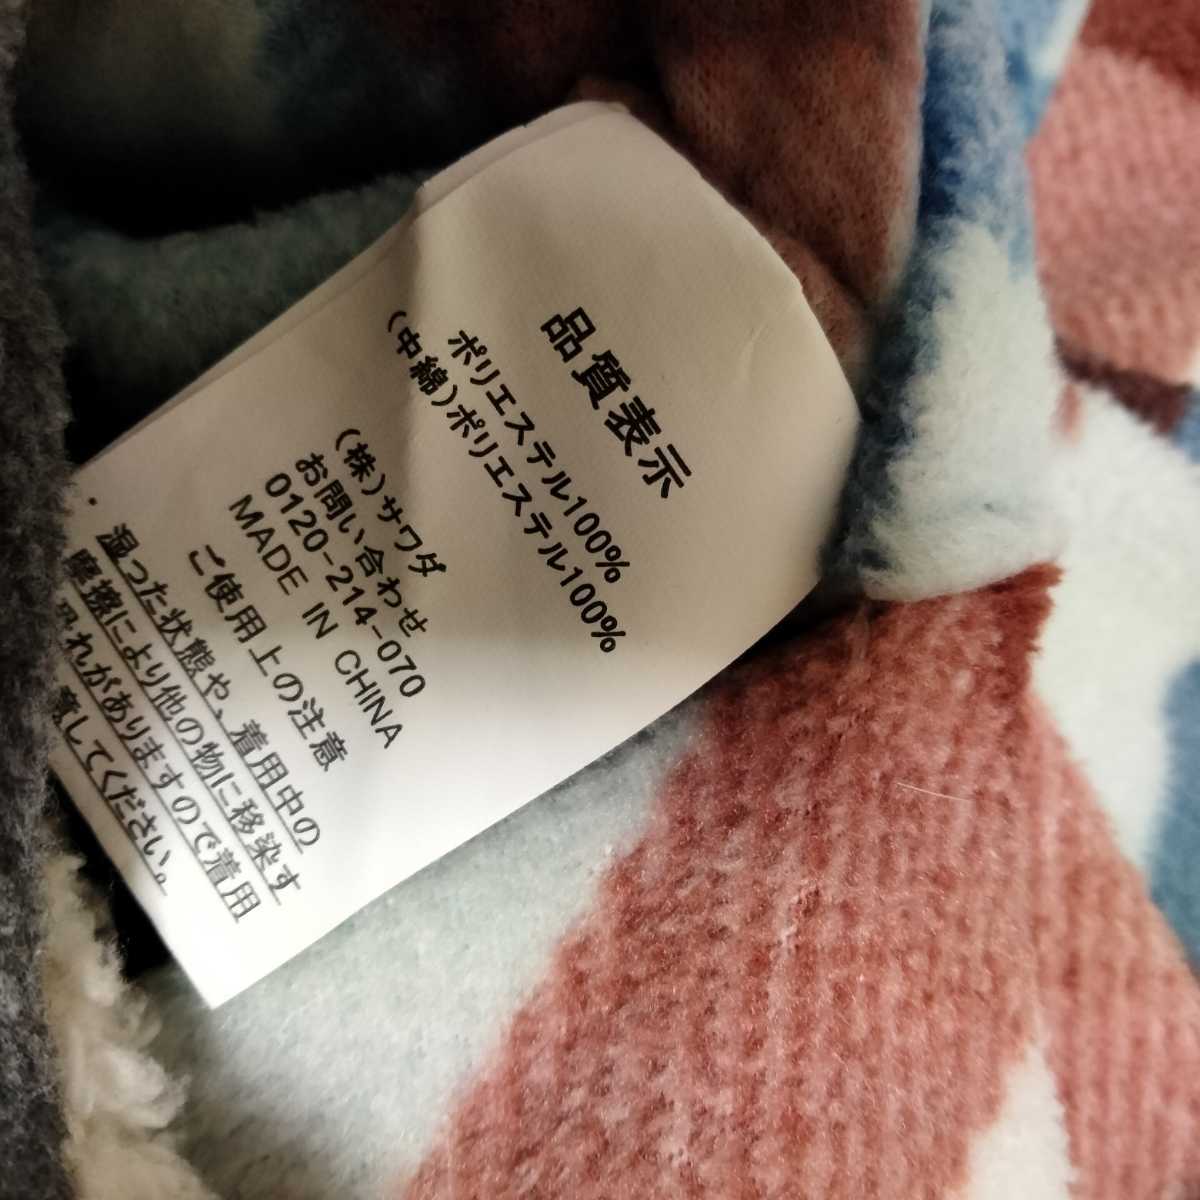 品質表示
ポリエステル100%
(中綿)ポリエステル100%
(株)サワダ
お問い合わせ
0120-214-070
MADE IN CHINA
ご使用上の注意
・湿った状態や、着用中の
摩擦により他の物に移染す
れがありますので着用
意してください。